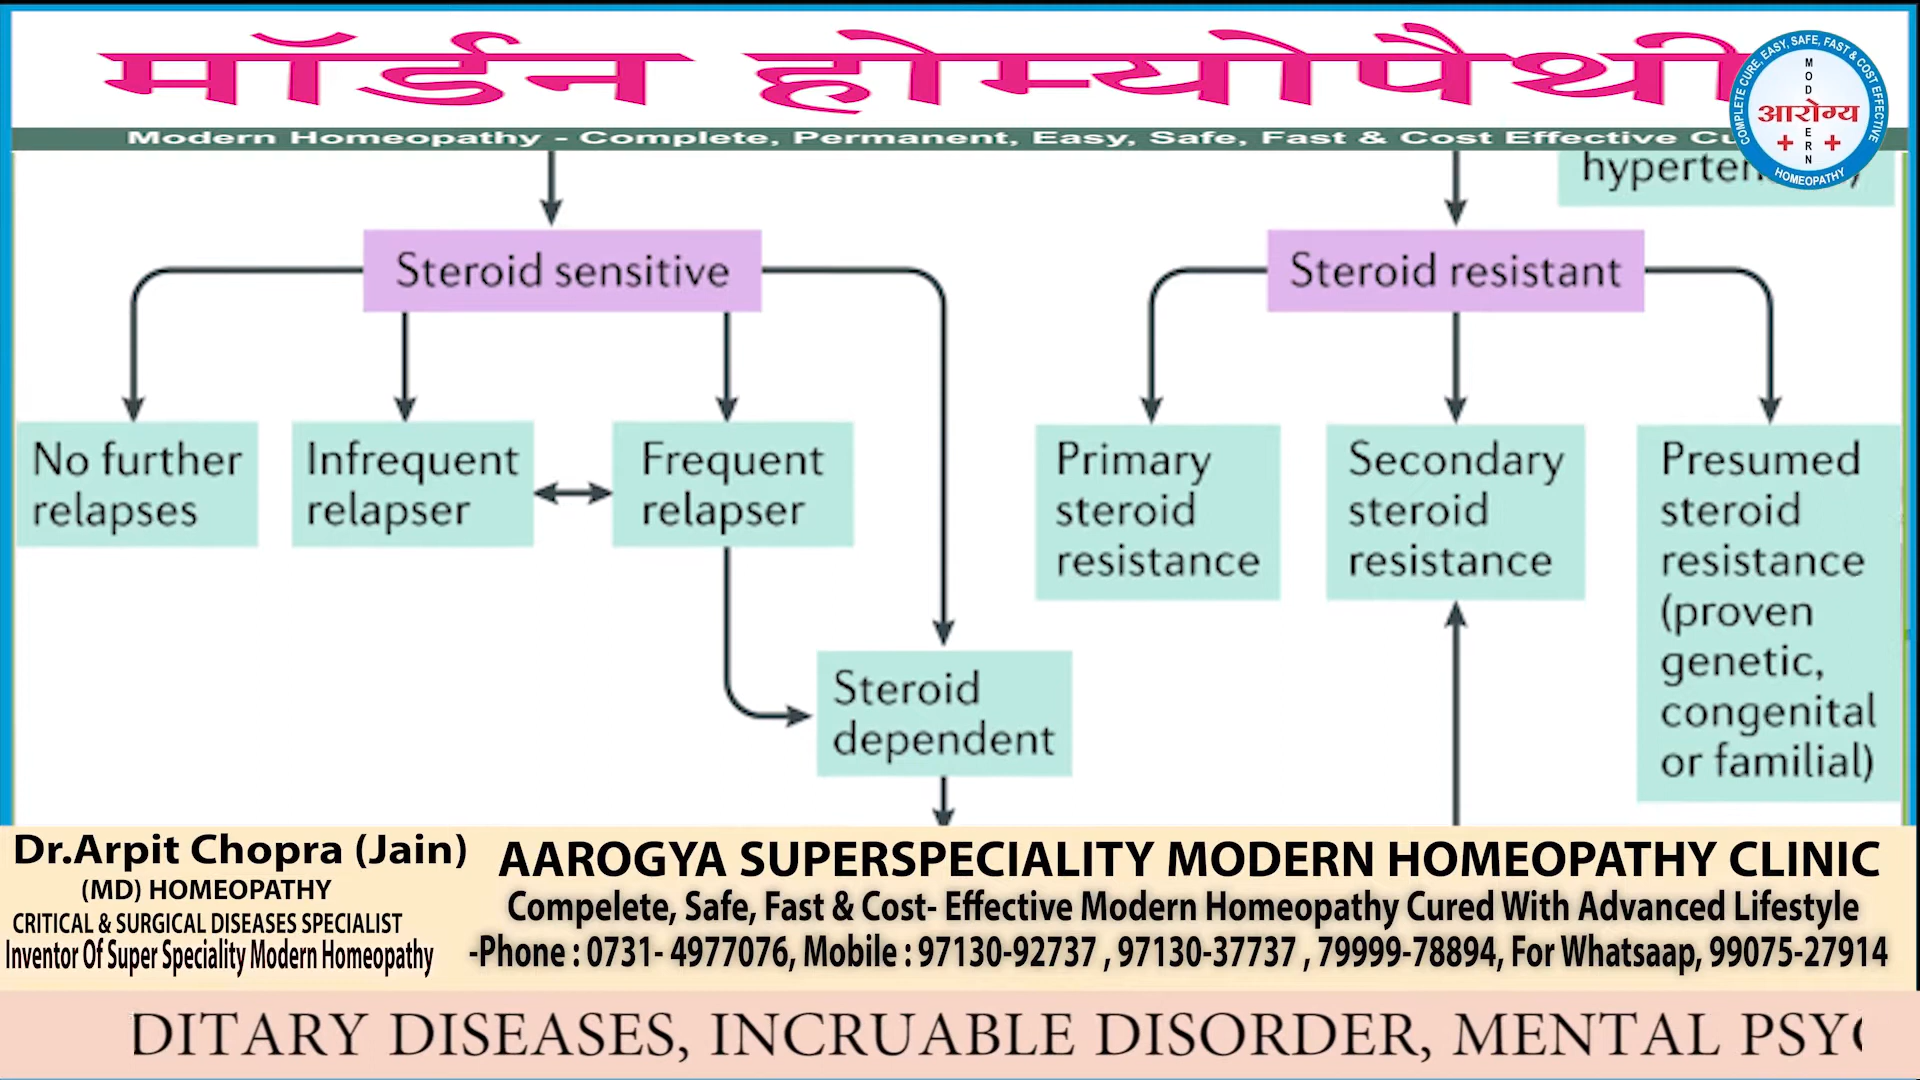 मॉर्डन होम्योपैथी
Modern Homeopathy - Complete, Permanent, Easy, Safe, Fast & Cost Effective
COMPLETE CURE, EASY, SAFE, FAST & COST EFFECTIVE
MODERN
आरोग्य
HOMEOPATHY
Steroid sensitive
Steroid resistant
No further
relapses
Infrequent
relapser
Frequent
relapser
Primary
steroid
resistance
Secondary
steroid
resistance
Presumed
steroid
resistance
(proven
genetic,
congenital
or familial)
Steroid
dependent
Dr.Arpit Chopra (Jain)
(MD) HOMEOPATHY
CRITICAL & SURGICAL DISEASES SPECIALIST
Inventor Of Super Speciality Modern Homeopathy
AAROGYA SUPERSPECIALITY MODERN HOMEOPATHY CLINIC
Compelete, Safe, Fast & Cost- Effective Modern Homeopathy Cured With Advanced Lifestyle
-Phone : 0731- 4977076, Mobile : 97130-92737 , 97130-37737 , 79999-78894, For Whatsaap, 99075-27914
DITARY DISEASES, INCRUABLE DISORDER, MENTAL PSY